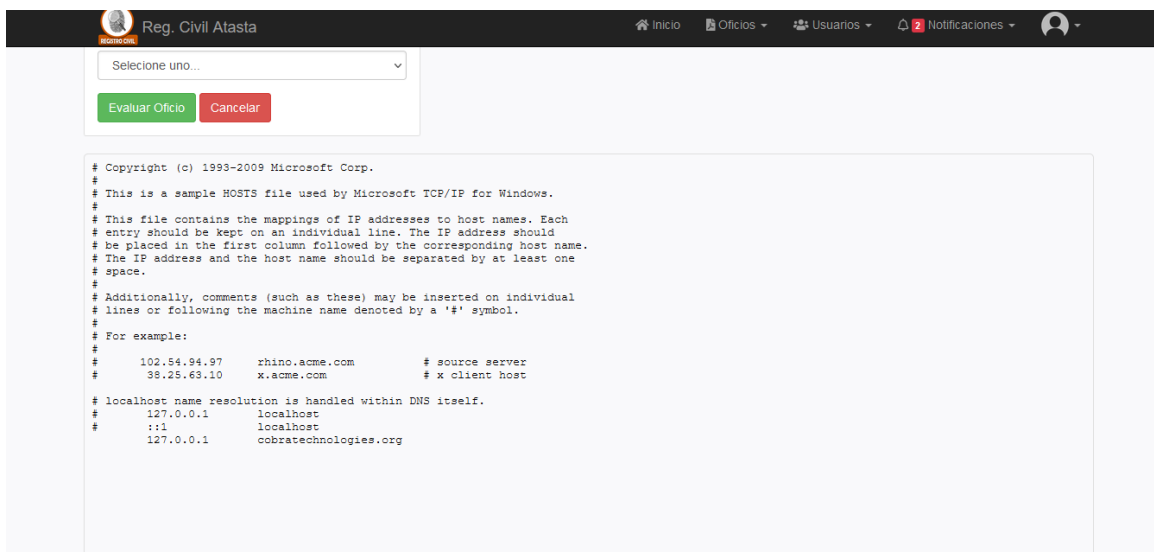 Reg. Civil Atasta
Inicio
Oficios
Usuarios
2 Notificaciones
REGISTRO CIVIL
Selecione uno...
Evaluar Oficio
Cancelar
# Copyright (c) 1993-2009 Microsoft Corp.
#
# This is a sample HOSTS file used by Microsoft TCP/IP for Windows.
#
# This file contains the mappings of IP addresses to host names. Each
# entry should be kept on an individual line. The IP address should
# be placed in the first column followed by the corresponding host name.
# The IP address and the host name should be separated by at least one
# space.
#
# Additionally, comments (such as these) may be inserted on individual
# lines or following the machine name denoted by a '#' symbol.
#
# For example:
#
#      102.54.94.97     rhino.acme.com          # source server
#       38.25.63.10     x.acme.com              # x client host

# localhost name resolution is handled within DNS itself.
#       127.0.0.1       localhost
#       ::1             localhost
        127.0.0.1       cobratechnologies.org